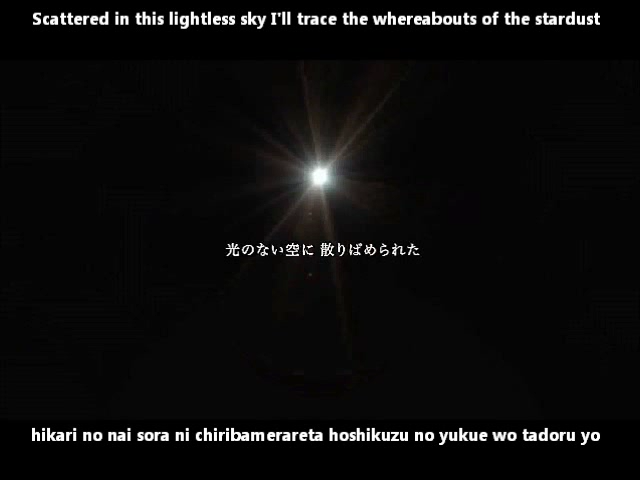 Scattered in this lightless sky I'll trace the whereabouts of the stardust
光のない空に 散りばめられた
hikari no nai sora ni chiribamerareta hoshikuzu no yukue wo tadoru yo